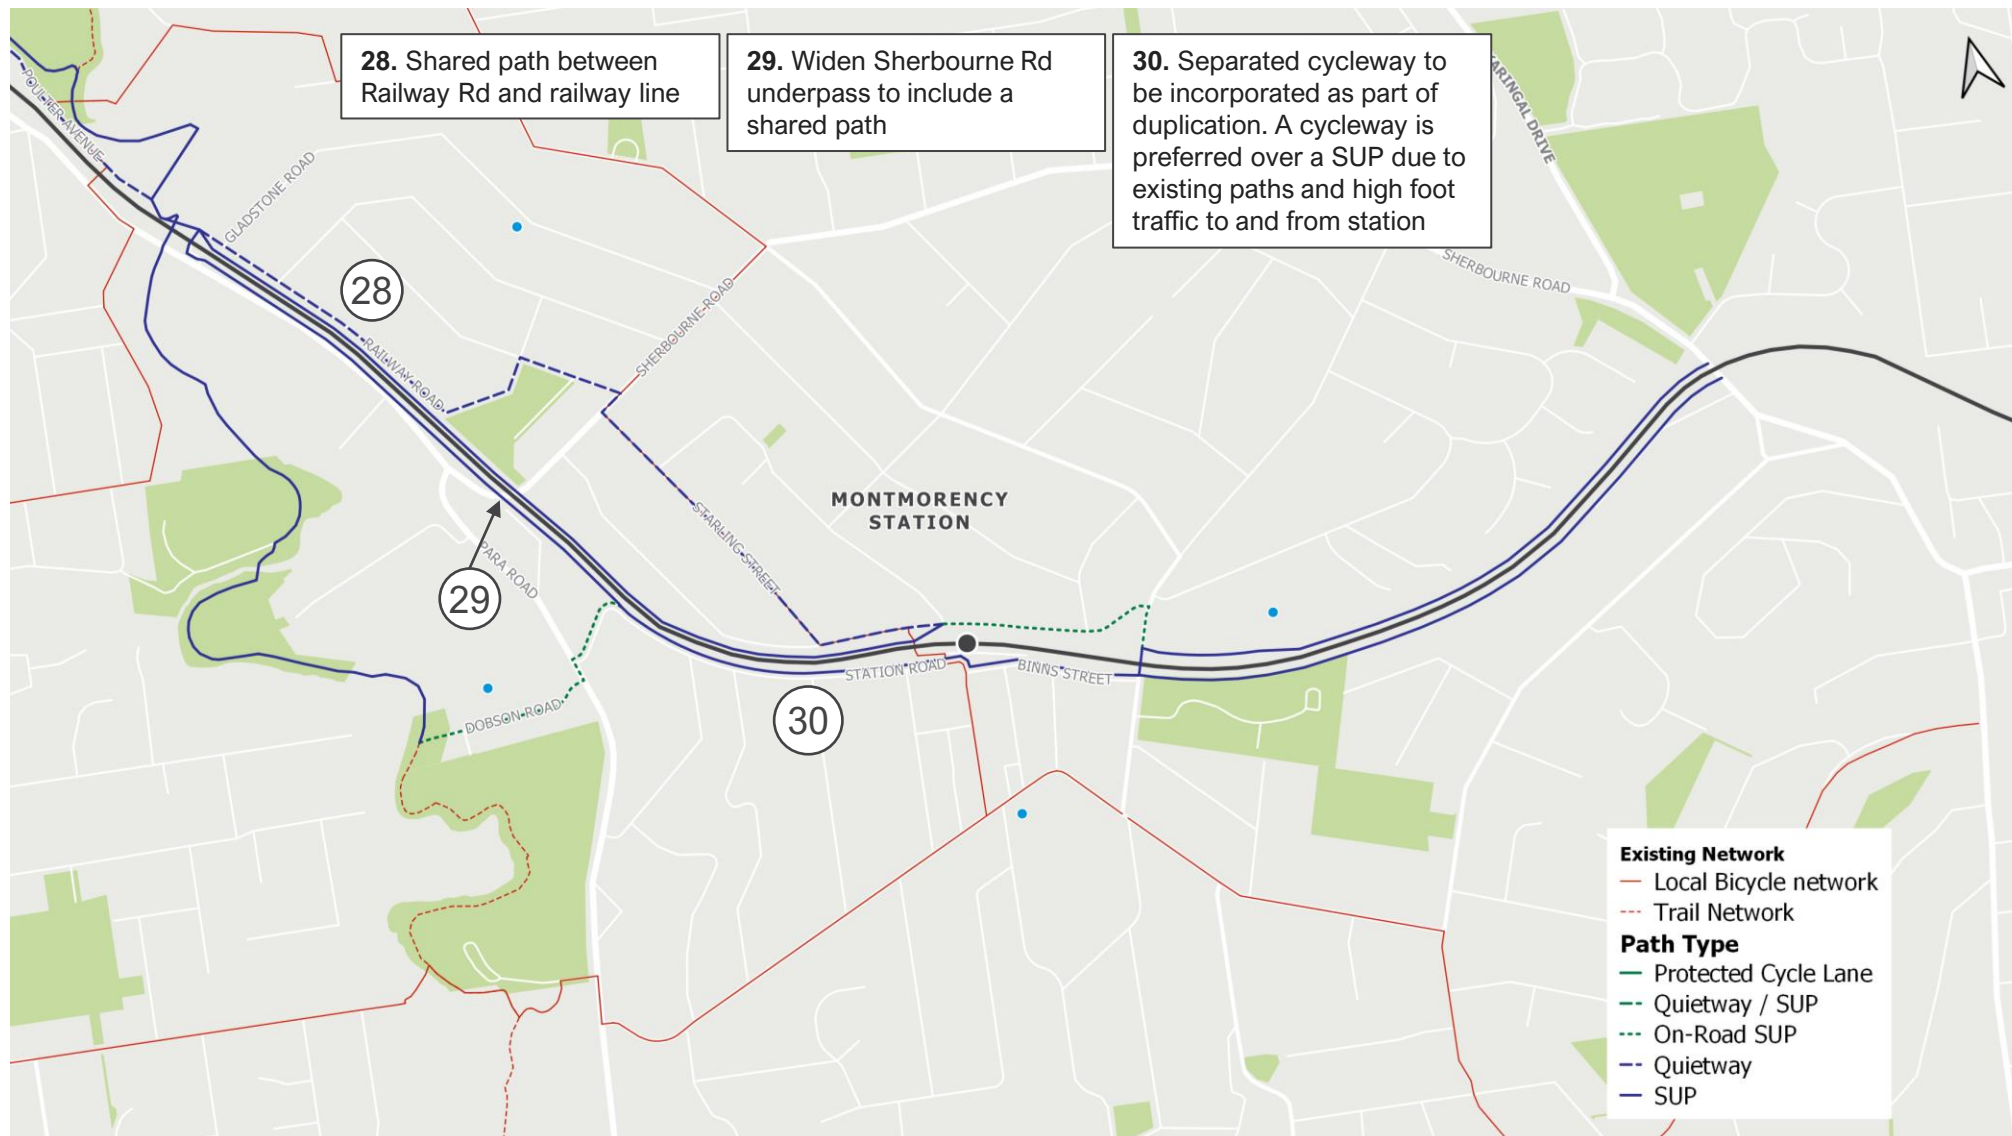 28. Shared path between
Railway Rd and railway line
29. Widen Sherbourne Rd
underpass to include a
shared path
30. Separated cycleway to
be incorporated as part of
duplication. A cycleway is
preferred over a SUP due to
existing paths and high foot
traffic to and from station
POULTER AVENUE
GLADSTONE ROAD
KARINGAL DRIVE
SHERBOURNE ROAD
28
RAILWAY ROAD
SHERBOURNE ROAD
MONTMORENCY
STATION
STARLING STREET
PARA ROAD
29
STATION ROAD
BINNS STREET
DOBSON ROAD
30
Existing Network
Local Bicycle network
Trail Network
Path Type
Protected Cycle Lane
Quietway / SUP
On-Road SUP
Quietway
SUP